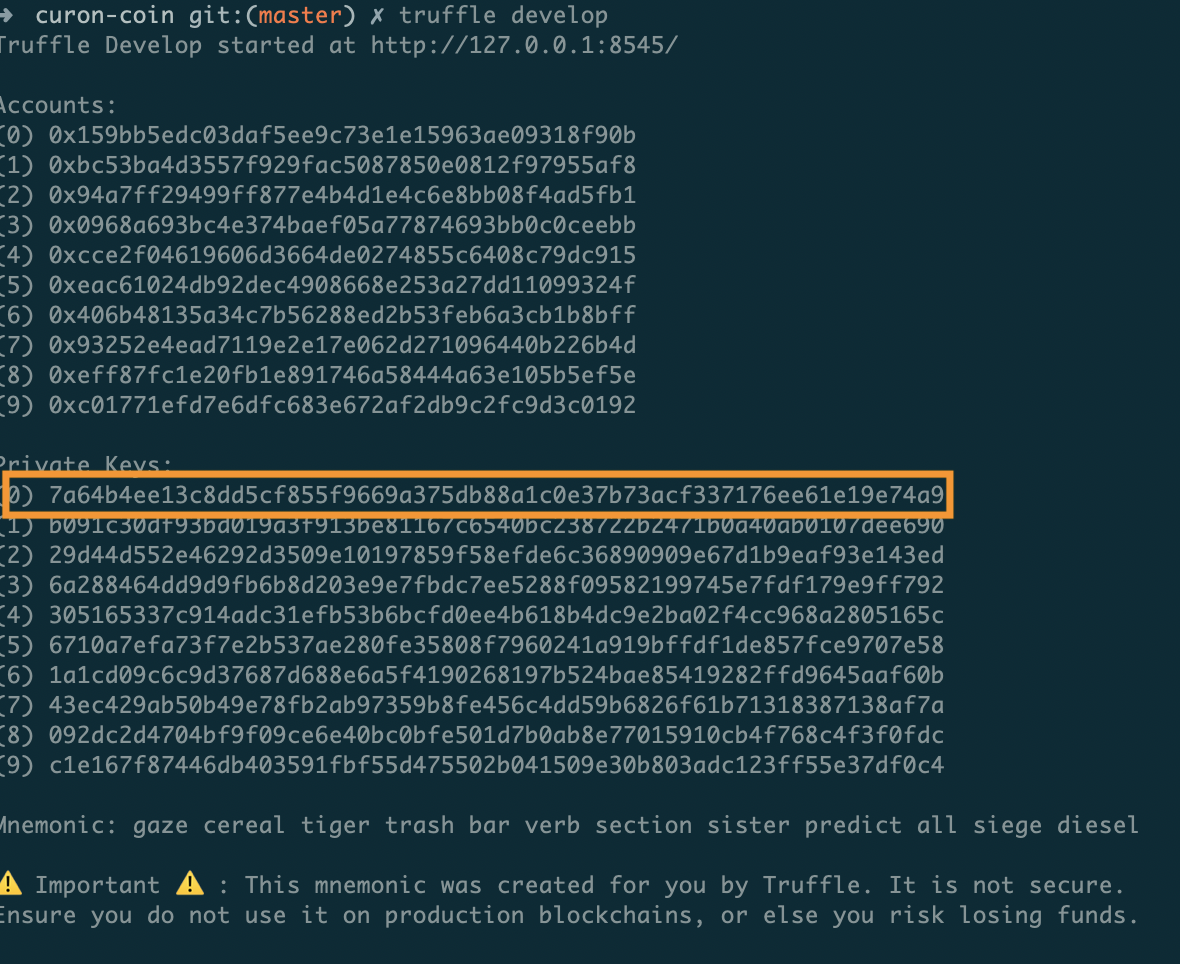 ➜ curon-coin git:(master) ✗ truffle develop
Truffle Develop started at http://127.0.0.1:8545/
Accounts:
(0) 0x159bb5edc03daf5ee9c73e1e15963ae09318f90b
(1) 0xbc53ba4d3557f929fac5087850e0812f97955af8
(2) 0x94a7ff29499ff877e4b4d1e4c6e8bb08f4ad5fb1
(3) 0x0968a693bc4e374baef05a77874693bb0c0ceebb
(4) 0xcce2f04619606d3664de0274855c6408c79dc915
(5) 0xeac61024db92dec4908668e253a27dd11099324f
(6) 0x406b48135a34c7b56288ed2b53feb6a3cb1b8bff
(7) 0x93252e4ead7119e2e17e062d271096440b226b4d
(8) 0xeff87fc1e20fb1e891746a58444a63e105b5ef5e
(9) 0xc01771efd7e6dfc683e672af2db9c2fc9d3c0192
Private Keys:
(0) 7a64b4ee13c8dd5cf855f9669a375db88a1c0e37b73acf337176ee61e19e74a9
(1) b091c30df93bd019a3f913be81167c6540bc238722b2471b0a40ab0107dee690
(2) 29d44d552e46292d3509e10197859f58efde6c36890909e67d1b9eaf93e143ed
(3) 6a288464dd9d9fb6b8d203e9e7fbdc7ee5288f09582199745e7fdf179e9ff792
(4) 305165337c914adc31efb53b6bcfd0ee4b618b4dc9e2ba02f4cc968a2805165c
(5) 6710a7efa73f7e2b537ae280fe35808f7960241a919bffdf1de857fce9707e58
(6) 1a1cd09c6c9d37687d688e6a5f4190268197b524bae85419282ffd9645aaf60b
(7) 43ec429ab50b49e78fb2ab97359b8fe456c4dd59b6826f61b71318387138af7a
(8) 092dc2d4704bf9f09ce6e40bc0bfe501d7b0ab8e77015910cb4f768c4f3f0fdc
(9) c1e167f87446db403591fbf55d475502b041509e30b803adc123ff55e37df0c4
Mnemonic: gaze cereal tiger trash bar verb section sister predict all siege diesel
⚠️ Important ⚠️ : This mnemonic was created for you by Truffle. It is not secure.
Ensure you do not use it on production blockchains, or else you risk losing funds.